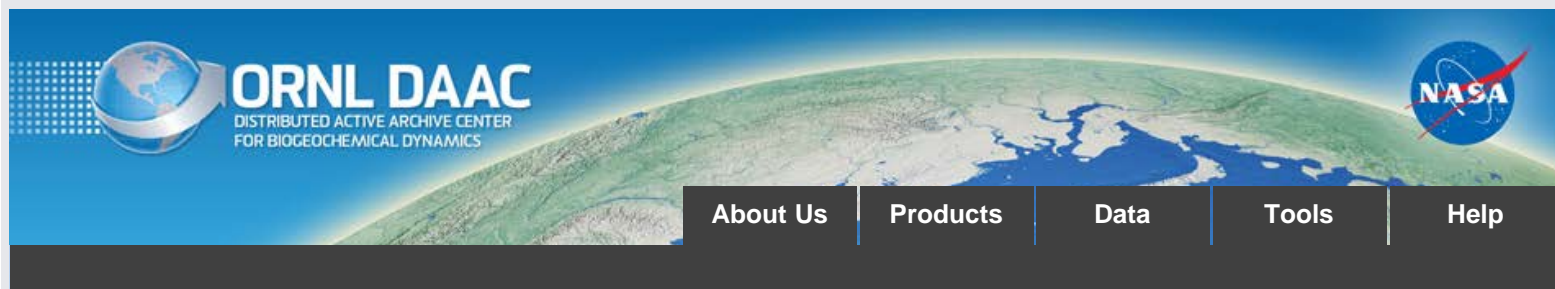 ORNL DAAC
DISTRIBUTED ACTIVE ARCHIVE CENTER
FOR BIOGEOCHEMICAL DYNAMICS
NASA
About Us Products Data Tools Help